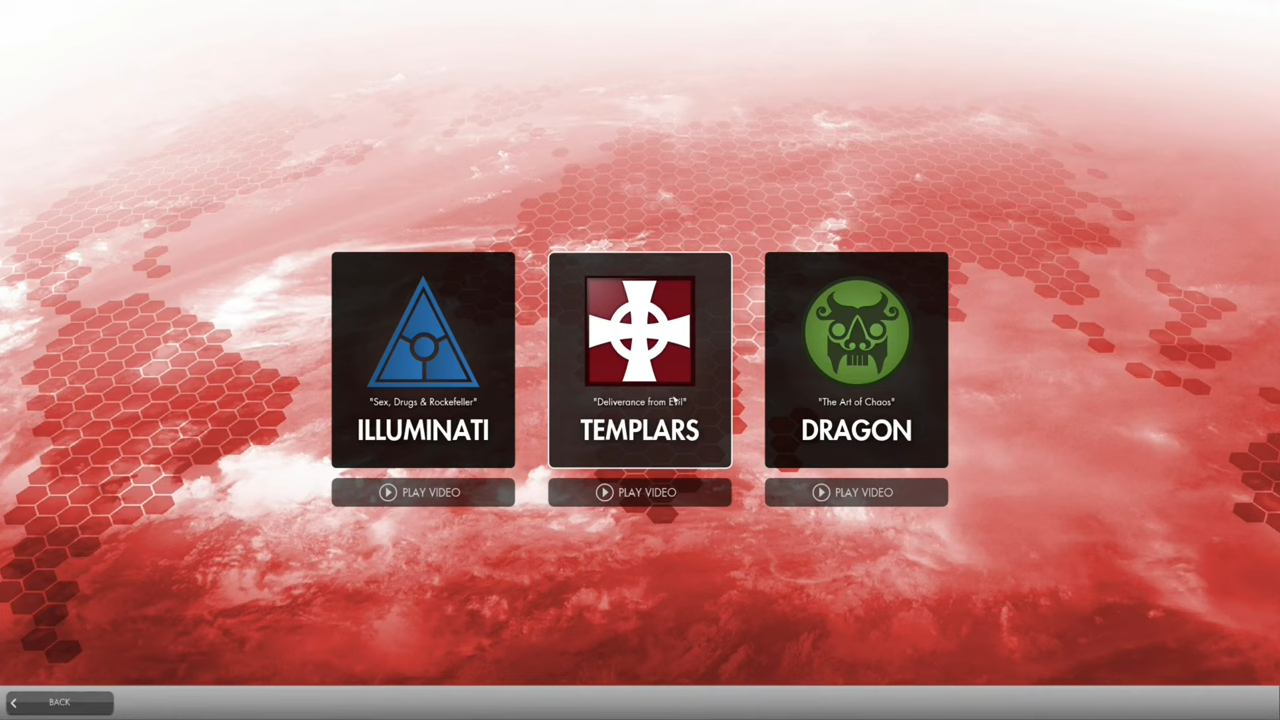 "Sex, Drugs & Rockefeller"
ILLUMINATI
PLAY VIDEO
"Deliverance from Evil"
TEMPLARS
PLAY VIDEO
"The Art of Chaos"
DRAGON
PLAY VIDEO
BACK